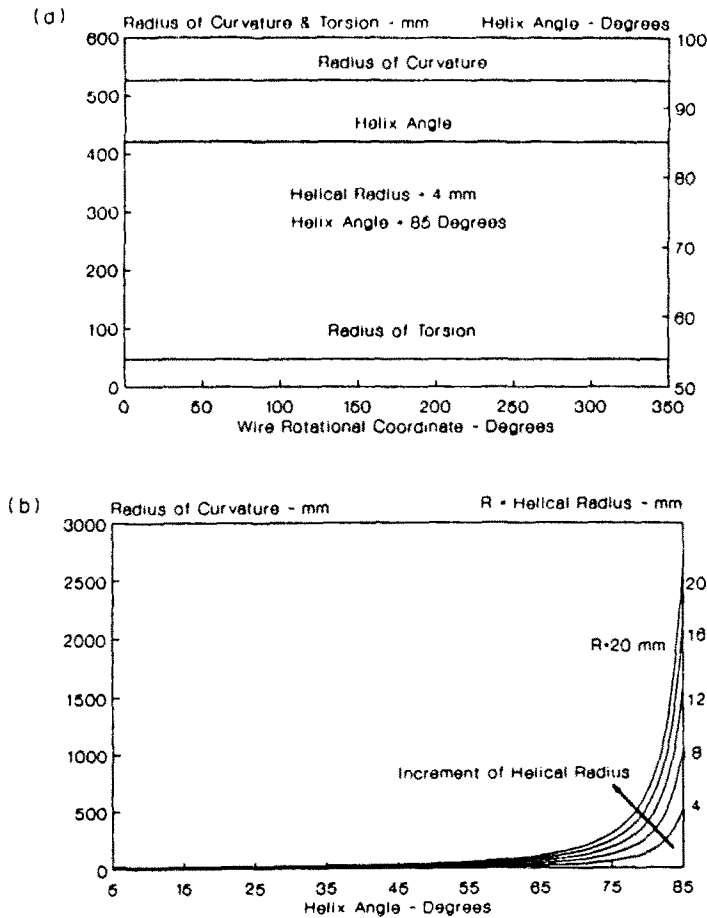 (a)
Radius of Curvature & Torsion - mm Helix Angle - Degrees
600 100
Radius of Curvature
500 90
Helix Angle
400
80
Helical Radius = 4 mm
300
Helix Angle = 85 Degrees
70
200
60
100
Radius of Torsion
0 50
0 50 100 150 200 250 300 350
Wire Rotational Coordinate - Degrees
(b)
Radius of Curvature - mm R = Helical Radius - mm
3000
2500 20
R=20 mm 16
2000
1500 12
1000 8
Increment of Helical Radius
500 4
0
5 15 25 35 45 55 65 75 85
Helix Angle - Degrees